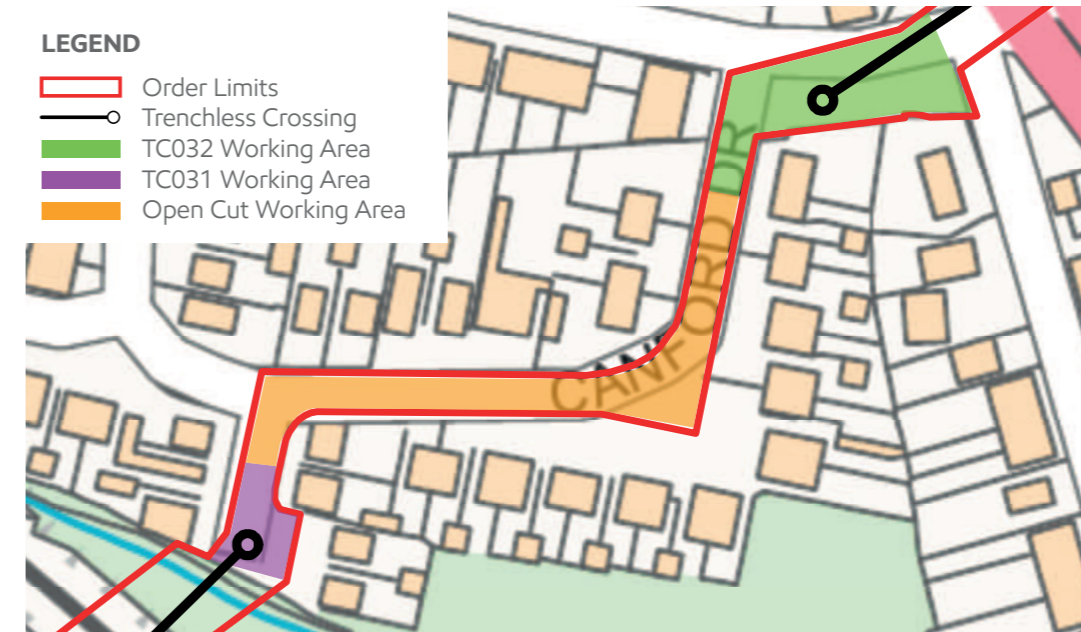 LEGEND
Order Limits
Trenchless Crossing
TC032 Working Area
TC031 Working Area
Open Cut Working Area
CANFORD DR